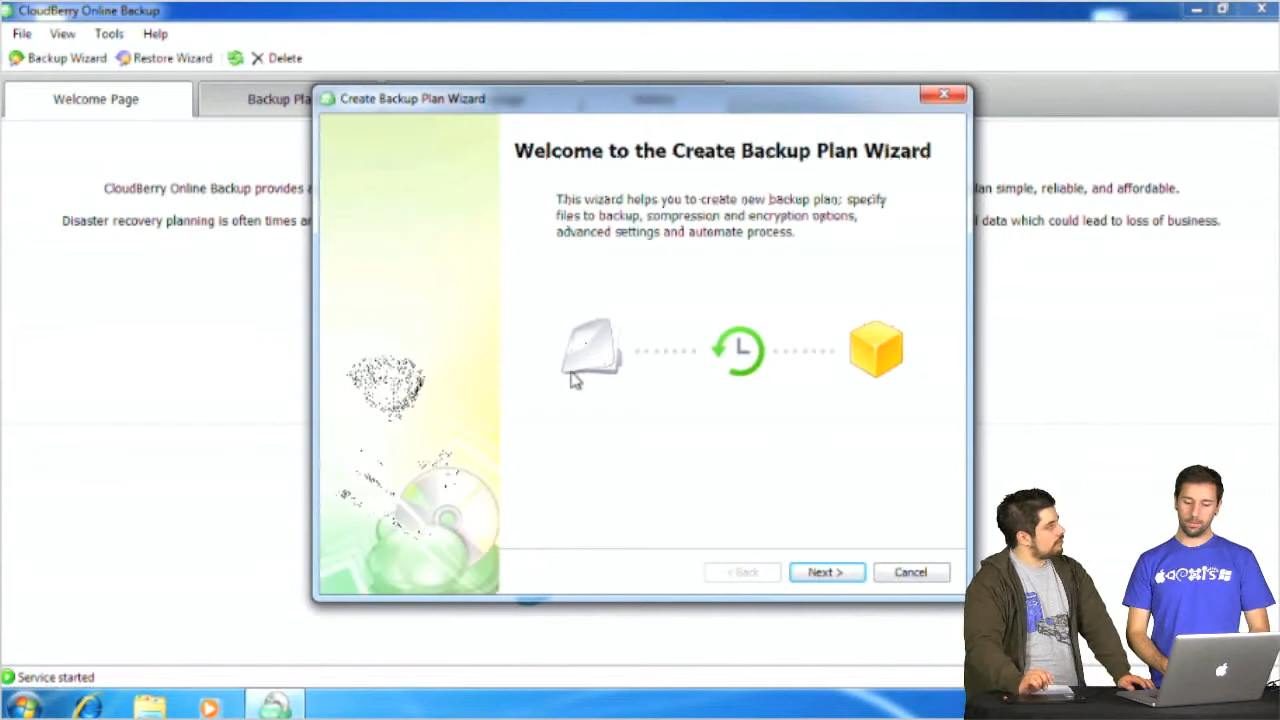 CloudBerry Online Backup
File View Tools Help
Backup Wizard Restore Wizard Delete
Welcome Page Backup Pla
Create Backup Plan Wizard
Welcome to the Create Backup Plan Wizard
This wizard helps you to create new backup plan; specify
files to backup, compression and encryption options,
advanced settings and automate process.
CloudBerry Online Backup provides a
lan simple, reliable, and affordable.
Disaster recovery planning is often times a
l data which could lead to loss of business.
< Back Next > Cancel
Service started